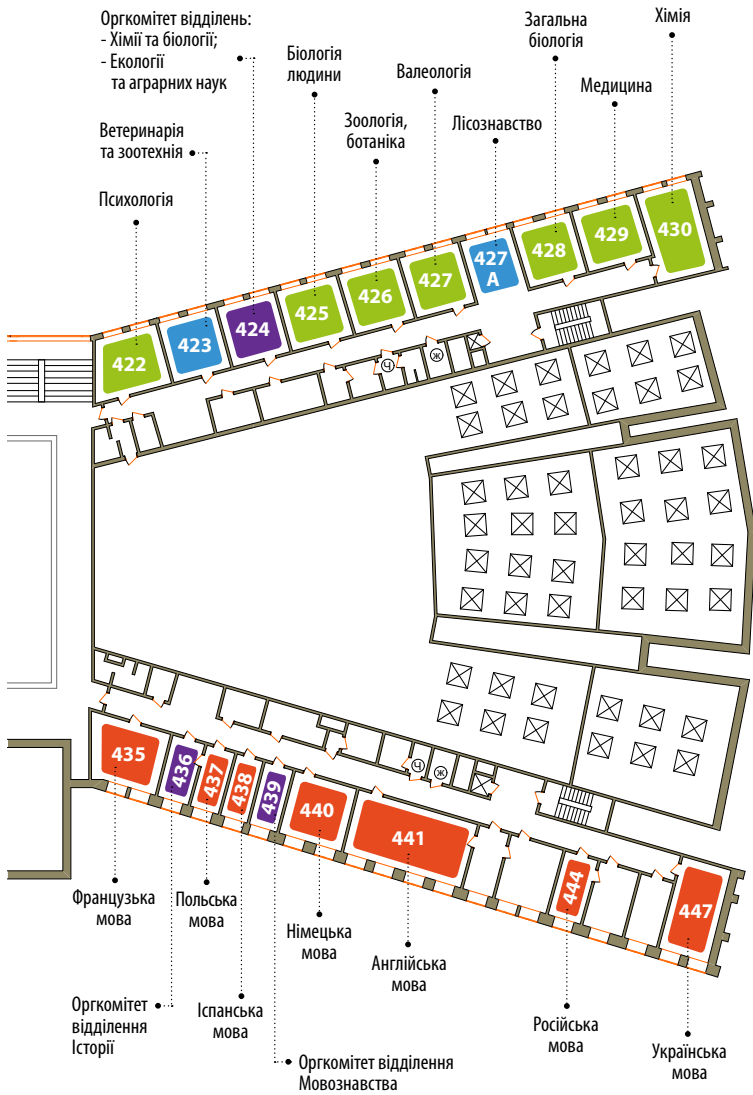 Оргкомітет відділень:
- Хімії та біології;
- Екології
та аграрних наук
Ветеринарія
та зоотехнія
Психологія
Біологія
людини
Зоологія,
ботаніка
Валеологія
Лісознавство
Загальна
біологія
Медицина
Хімія
422
423
424
425
426
427
427
А
428
429
430
Ч
Ж
Ч
Ж
435
436
437
438
439
440
441
444
447
Французька
мова
Польська
мова
Німецька
мова
Англійська
мова
Оргкомітет
відділення
Історії
Іспанська
мова
Оргкомітет відділення
Мовознавства
Російська
мова
Українська
мова